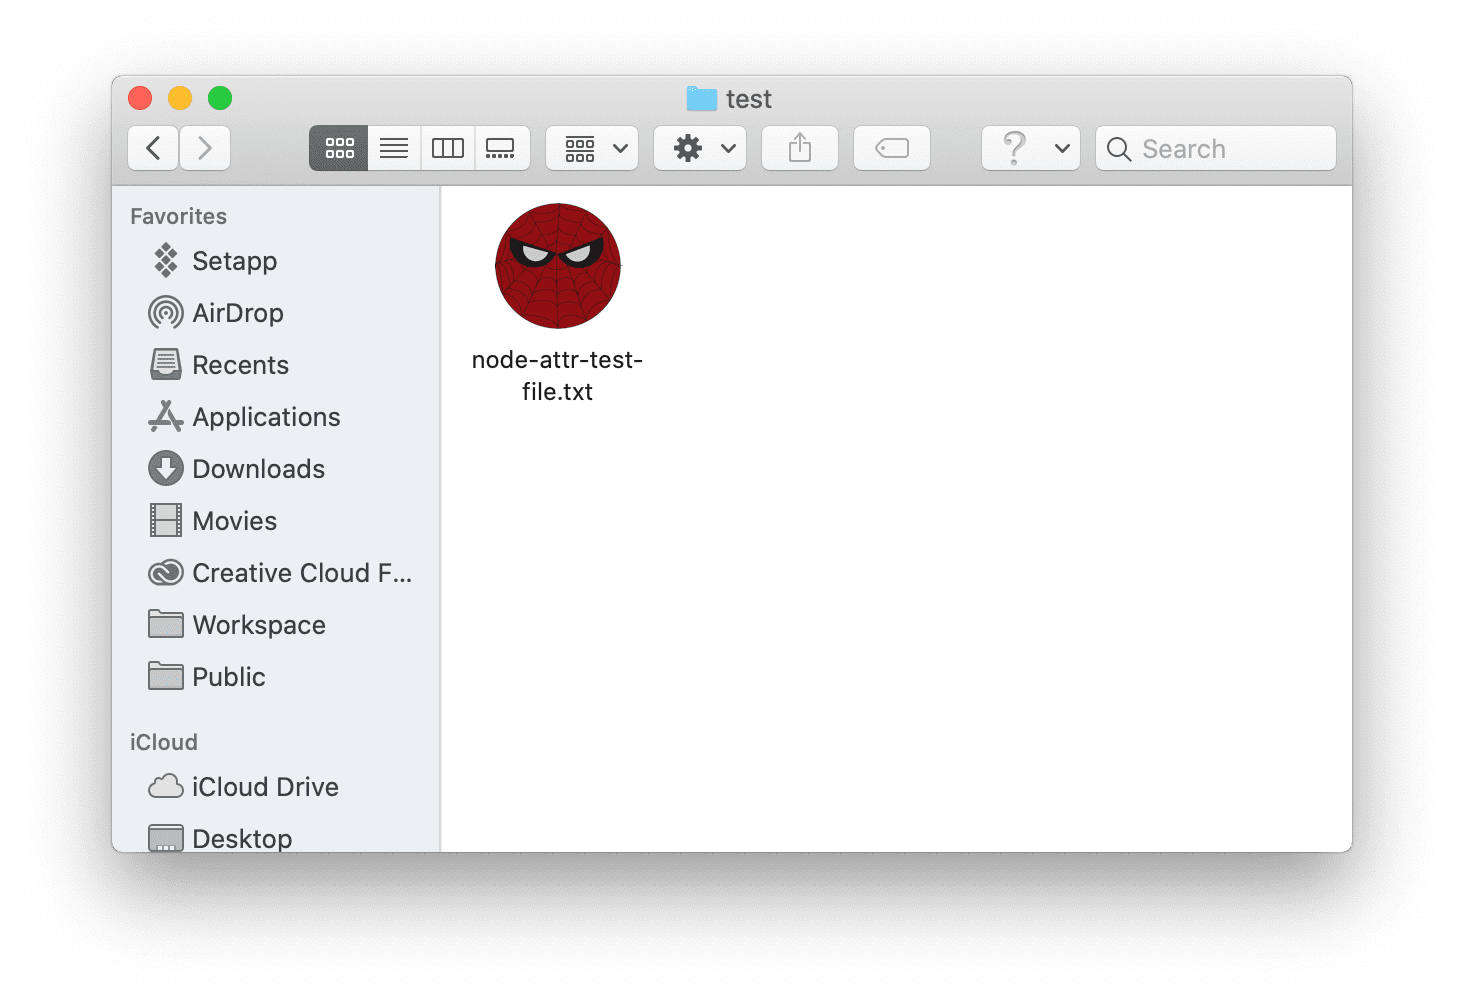 test
Search
Favorites
Setapp
AirDrop
Recents
Applications
Downloads
Movies
Creative Cloud F...
Workspace
Public
iCloud
iCloud Drive
Desktop
node-attr-test-
file.txt